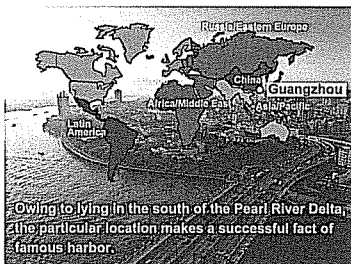 Russia/Eastern Europe
China
Guangzhou
Africa/Middle East
Asia/Pacific
Latin
America
Owing to lying in the south of the Pearl River Delta,
the particular location makes a successful fact of
famous harbor.